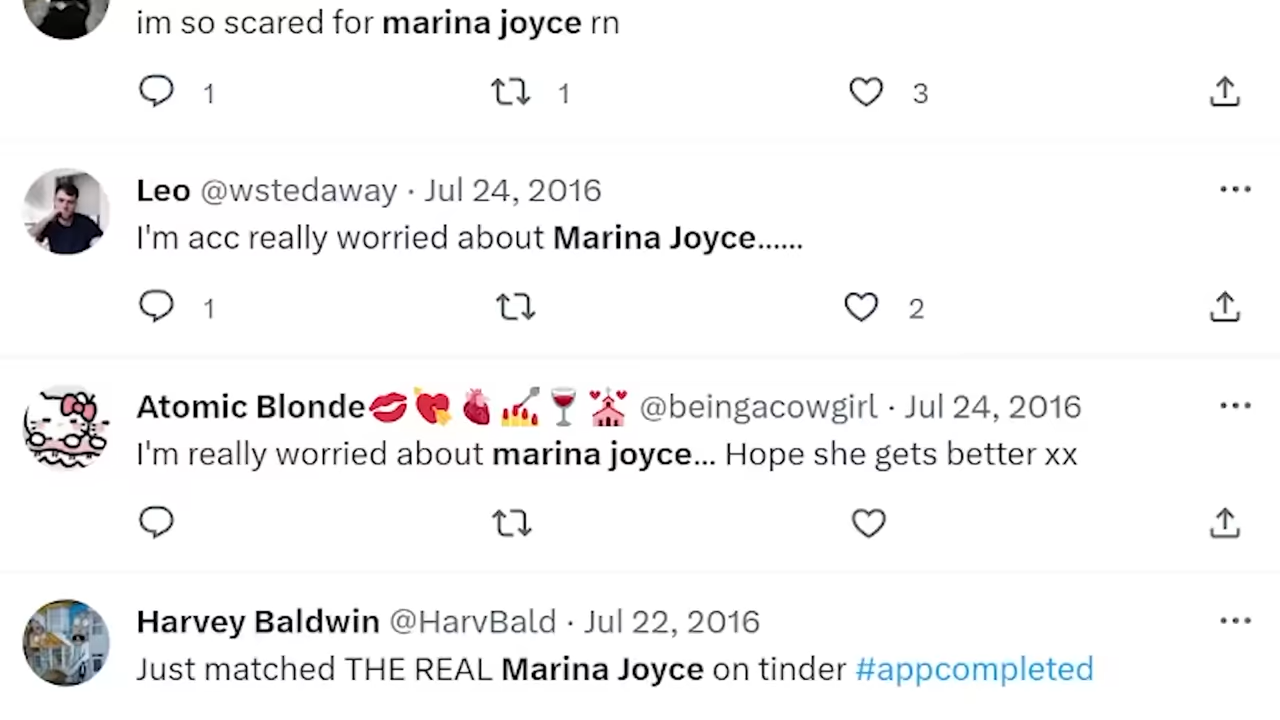 im so scared for marina joyce rn
1 1 3
Leo @wstedaway · Jul 24, 2016
I'm acc really worried about Marina Joyce......
1 2
Atomic Blonde💋💘🫀💅🍷💒 @beingacowgirl · Jul 24, 2016
I'm really worried about marina joyce... Hope she gets better xx
Harvey Baldwin @HarvBald · Jul 22, 2016
Just matched THE REAL Marina Joyce on tinder #appcompleted